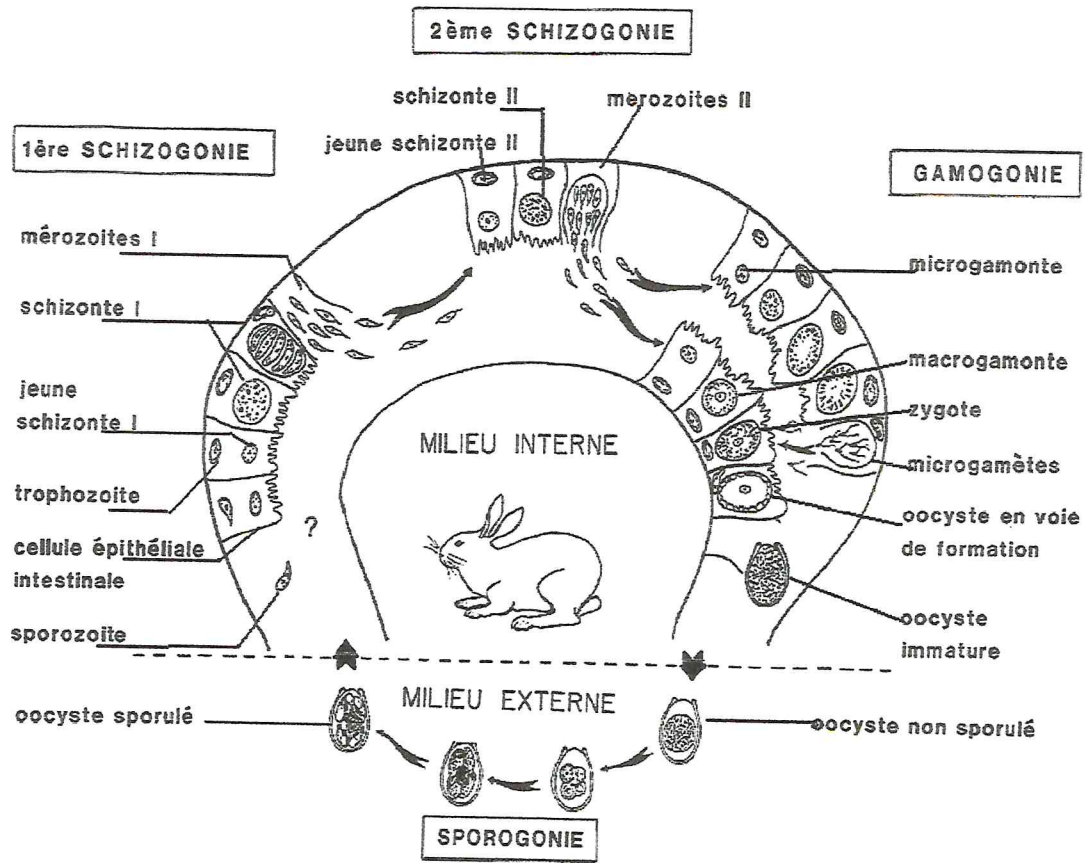 2ème SCHIZOGONIE
schizonte II
merozoites II
jeune schizonte II
1ère SCHIZOGONIE
GAMOGONIE
mérozoites I
schizonte I
jeune
schizonte I
trophozoite
cellule épithéliale
intestinale
sporozoite
microgamonte
macrogamonte
zygote
microgamètes
oocyste en voie
de formation
oocyste
immature
MILIEU INTERNE
?
MILIEU EXTERNE
oocyste sporulé
oocyste non sporulé
SPOROGONIE